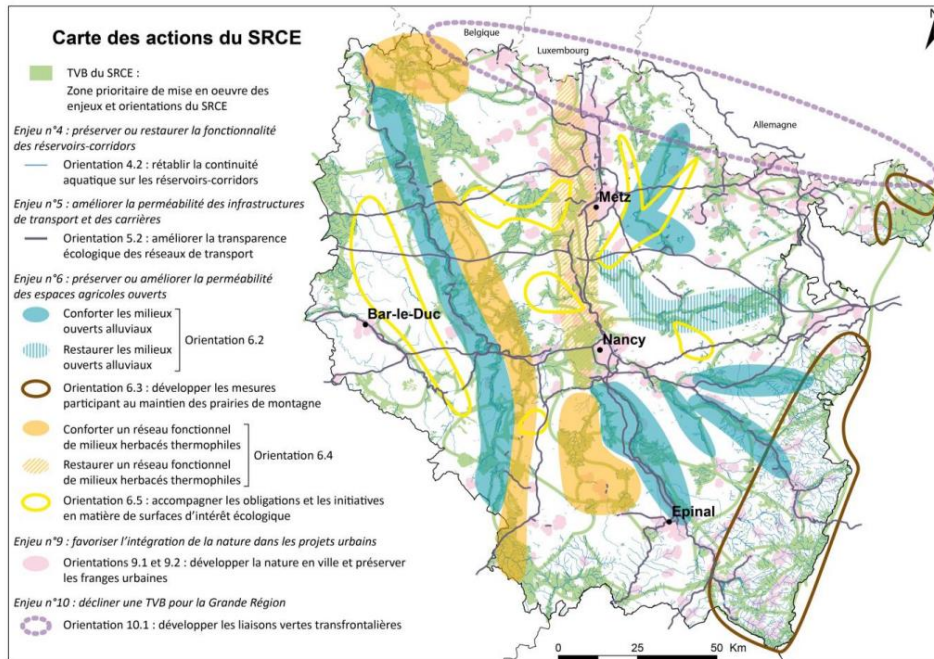 Carte des actions du SRCE
TVB du SRCE :
Zone prioritaire de mise en oeuvre des
enjeux et orientations du SRCE
Enjeu n°4 : préserver ou restaurer la fonctionnalité
des réservoirs-corridors
Orientation 4.2 : rétablir la continuité
aquatique sur les réservoirs-corridors
Enjeu n°5 : améliorer la perméabilité des infrastructures
de transport et des carrières
Orientation 5.2 : améliorer la transparence
écologique des réseaux de transport
Enjeu n°6 : préserver ou améliorer la perméabilité
des espaces agricoles ouverts
Conforter les milieux
ouverts alluviaux
Restaurer les milieux
ouverts alluviaux
Orientation 6.2
Orientation 6.3 : développer les mesures
participant au maintien des prairies de montagne
Conforter un réseau fonctionnel
de milieux herbacés thermophiles
Restaurer un réseau fonctionnel
de milieux herbacés thermophiles
Orientation 6.4
Orientation 6.5 : accompagner les obligations et les initiatives
en matière de surfaces d'intérêt écologique
Enjeu n°9 : favoriser l'intégration de la nature dans les projets urbains
Orientations 9.1 et 9.2 : développer la nature en ville et préserver
les franges urbaines
Enjeu n°10 : décliner une TVB pour la Grande Région
Orientation 10.1 : développer les liaisons vertes transfrontalières
Belgique
Luxembourg
Allemagne
Metz
Bar-le-Duc
Nancy
Epinal
0 25 50 Km